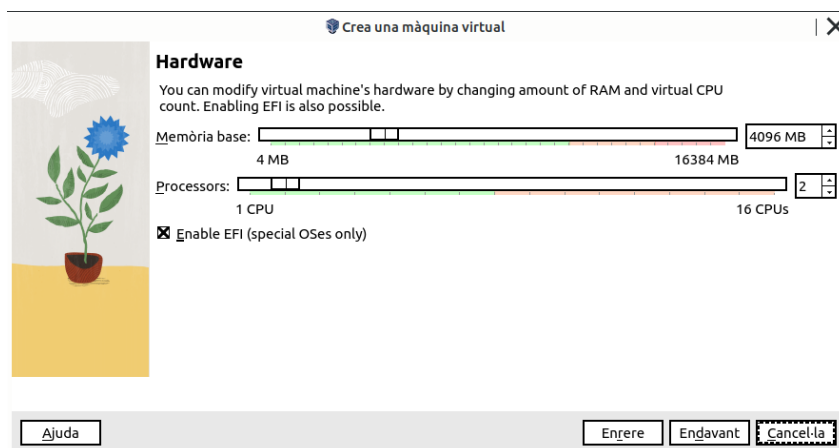 Crea una màquina virtual
Hardware
You can modify virtual machine's hardware by changing amount of RAM and virtual CPU
count. Enabling EFI is also possible.
Memòria base: 4096 MB
4 MB 16384 MB
Processors: 2
1 CPU 16 CPUs
Enable EFI (special OSes only)
Ajuda Enrere Endavant Cancel·la